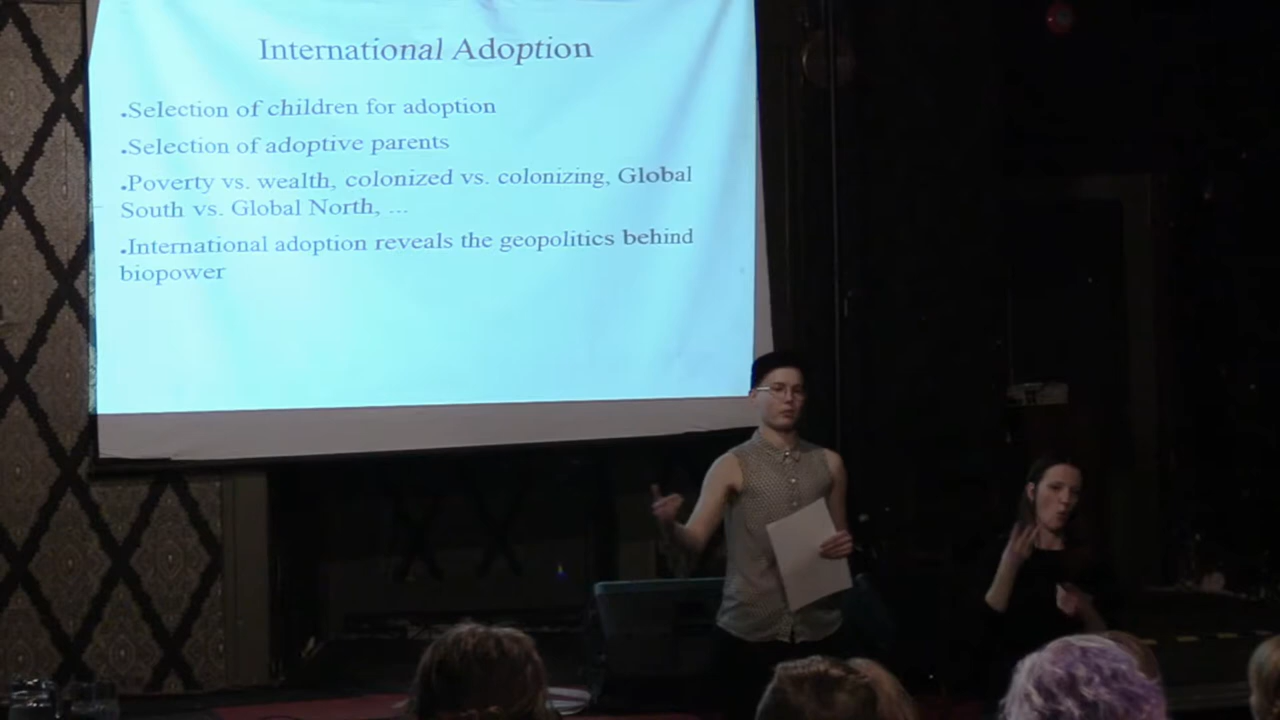 International Adoption
.Selection of children for adoption
.Selection of adoptive parents
.Poverty vs. wealth, colonized vs. colonizing, Global
South vs. Global North, ...
.International adoption reveals the geopolitics behind
biopower